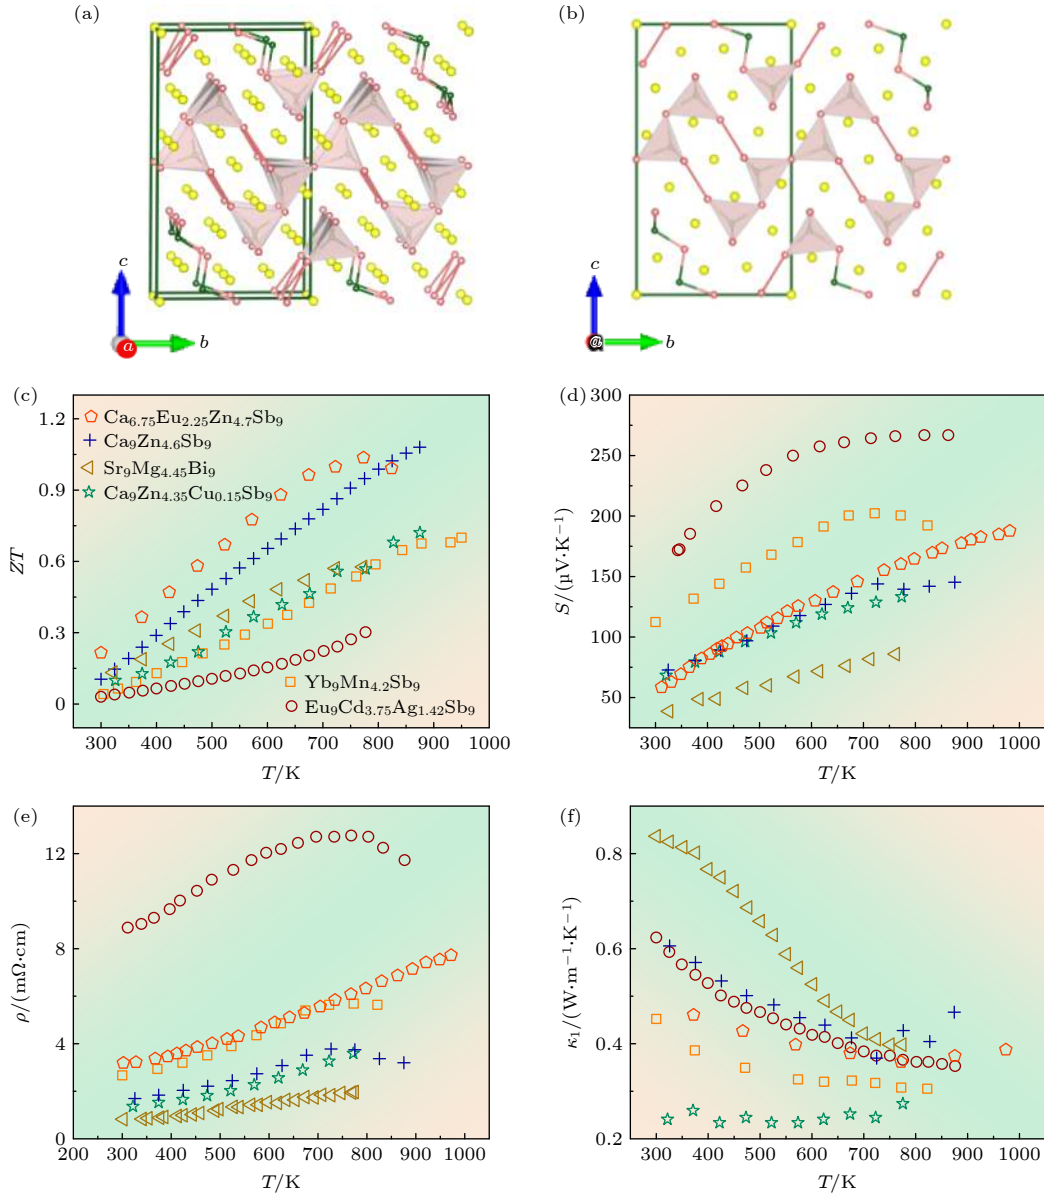 (a)
(b)
c
a
b
c
a
b
(c)
1.2
0.9
0.6
0.3
0
ZT
Ca6.75Eu2.25Zn4.7Sb9
Ca9Zn4.6Sb9
Sr9Mg4.45Bi9
Ca9Zn4.35Cu0.15Sb9
Yb9Mn4.2Sb9
Eu9Cd3.75Ag1.42Sb9
300 400 500 600 700 800 900 1000
T/K
(d)
300
250
200
150
100
50
S/(μV·K−1)
300 400 500 600 700 800 900 1000
T/K
(e)
12
8
4
0
ρ/(mΩ·cm)
200 300 400 500 600 700 800 900 1000
T/K
(f)
0.8
0.6
0.4
0.2
κ1/(W·m−1·K−1)
300 400 500 600 700 800 900 1000
T/K